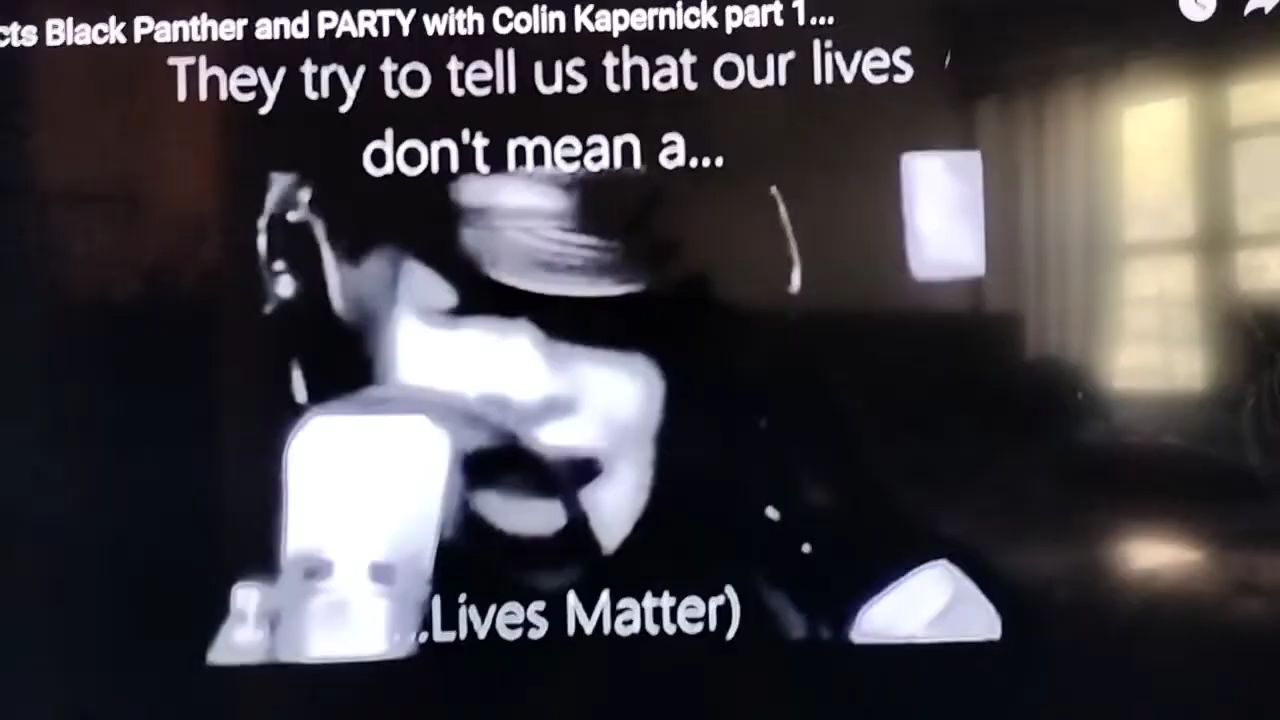 cts Black Panther and PARTY with Colin Kapernick part 1...
They try to tell us that our lives
don't mean a...
...Lives Matter)